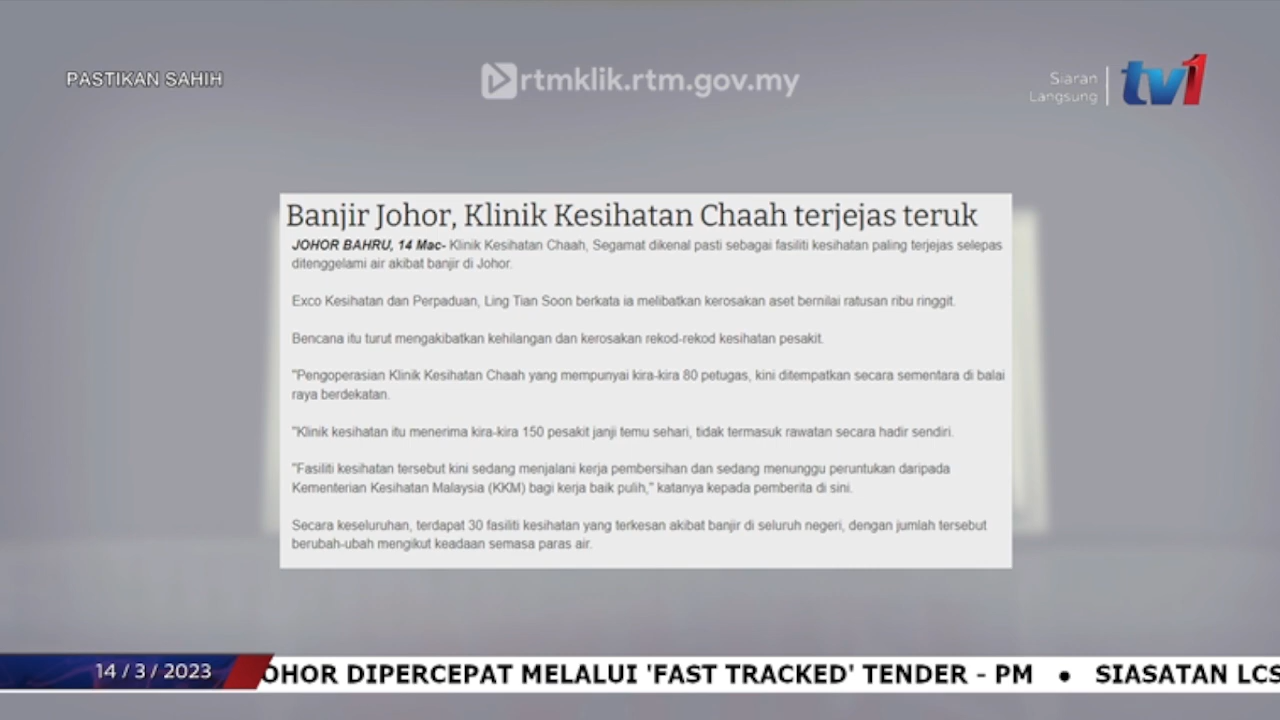 PASTIKAN SAHIH
rtmklik.rtm.gov.my
Siaran
Langsung
tv1
Banjir Johor, Klinik Kesihatan Chaah terjejas teruk
JOHOR BAHRU, 14 Mac- Klinik Kesihatan Chaah, Segamat dikenal pasti sebagai fasiliti kesihatan paling terjejas selepas
ditenggelami air akibat banjir di Johor.
Exco Kesihatan dan Perpaduan, Ling Tian Soon berkata ia melibatkan kerosakan aset bernilai ratusan ribu ringgit.
Bencana itu turut mengakibatkan kehilangan dan kerosakan rekod-rekod kesihatan pesakit.
"Pengoperasian Klinik Kesihatan Chaah yang mempunyai kira-kira 80 petugas, kini ditempatkan secara sementara di balai
raya berdekatan.
"Klinik kesihatan itu menerima kira-kira 150 pesakit janji temu sehari, tidak termasuk rawatan secara hadir sendiri.
"Fasiliti kesihatan tersebut kini sedang menjalani kerja pembersihan dan sedang menunggu peruntukan daripada
Kementerian Kesihatan Malaysia (KKM) bagi kerja baik pulih," katanya kepada pemberita di sini.
Secara keseluruhan, terdapat 30 fasiliti kesihatan yang terkesan akibat banjir di seluruh negeri, dengan jumlah tersebut
berubah-ubah mengikut keadaan semasa paras air.
14 / 3 / 2023
OHOR DIPERCEPAT MELALUI 'FAST TRACKED' TENDER - PM • SIASATAN LCS